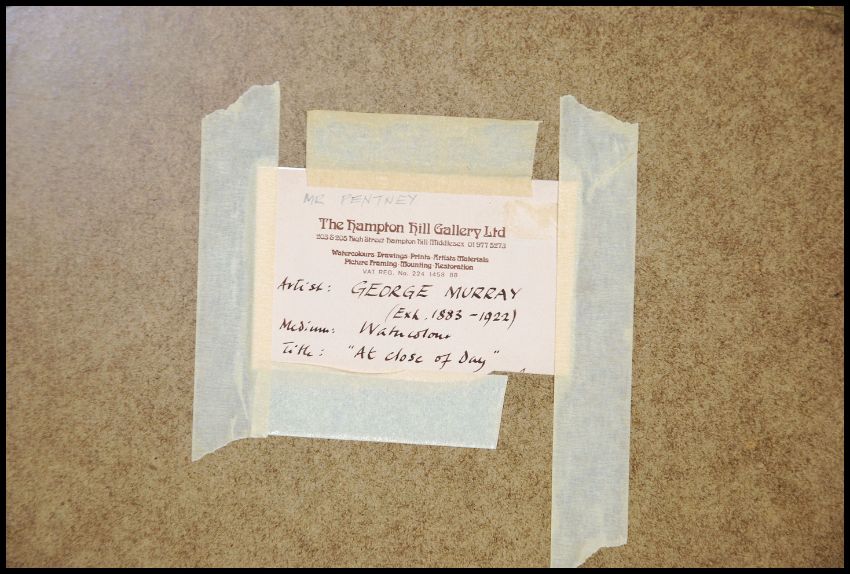 MR PENTNEY
The Hampton Hill Gallery Ltd
203 & 205 High Street Hampton Hill Middlesex 01 977 5273
Watercolours · Drawings · Prints · Artists Materials
Picture Framing · Mounting · Restoration
VAT REG. No. 224 1458 88
Artist: GEORGE MURRAY
(Exh. 1883 - 1922)
Medium: Watercolour
Title: "At close of Day"